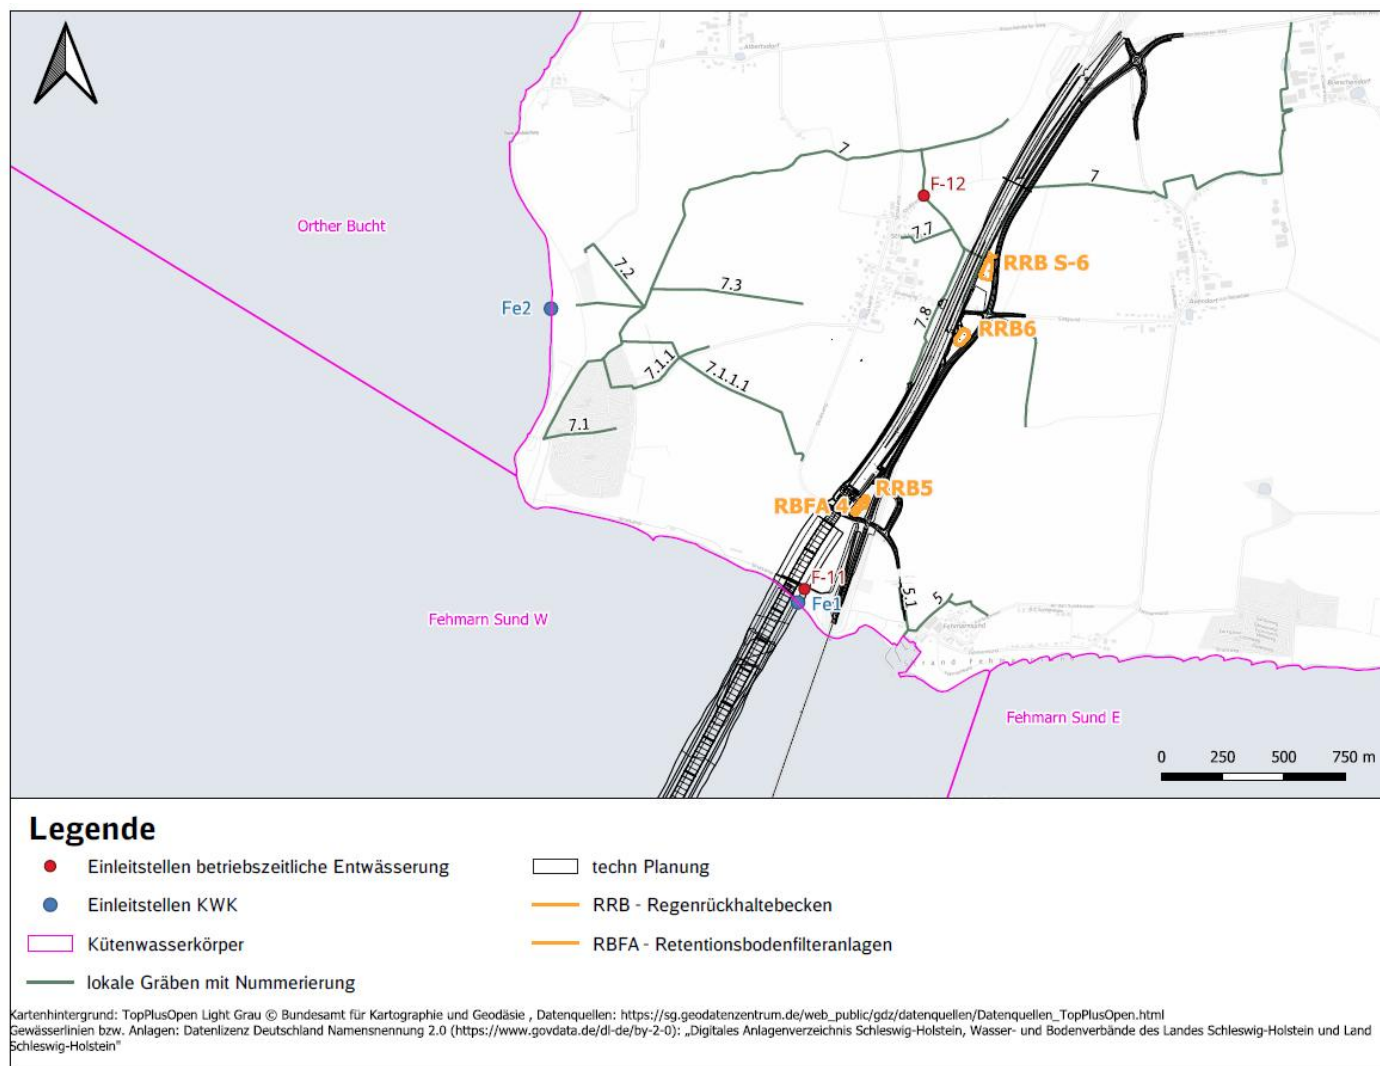 Albertsdorf
Orther Bucht
7
F-12
7
7.7
RRB S-6
7.2
7.3
Fe2
7.8
RRB6
Avendorf
7.1.1
7.1.1.1
7.1
RRB5
RBFA 4
F-11
Fe1
5.1
5
Fehmarnsund
Fehmarn Sund W
Fehmarn Sund E
0 250 500 750 m
Legende
Einleitstellen betriebszeitliche Entwässerung
Einleitstellen KWK
Kütenwasserkörper
lokale Gräben mit Nummerierung
techn Planung
RRB - Regenrückhaltebecken
RBFA - Retentionsbodenfilteranlagen
Kartenhintergrund: TopPlusOpen Light Grau © Bundesamt für Kartographie und Geodäsie , Datenquellen: https://sg.geodatenzentrum.de/web_public/gdz/datenquellen/Datenquellen_TopPlusOpen.html
Gewässerlinien bzw. Anlagen: Datenlizenz Deutschland Namensnennung 2.0 (https://www.govdata.de/dl-de/by-2-0): „Digitales Anlagenverzeichnis Schleswig-Holstein, Wasser- und Bodenverbände des Landes Schleswig-Holstein und Land
Schleswig-Holstein"